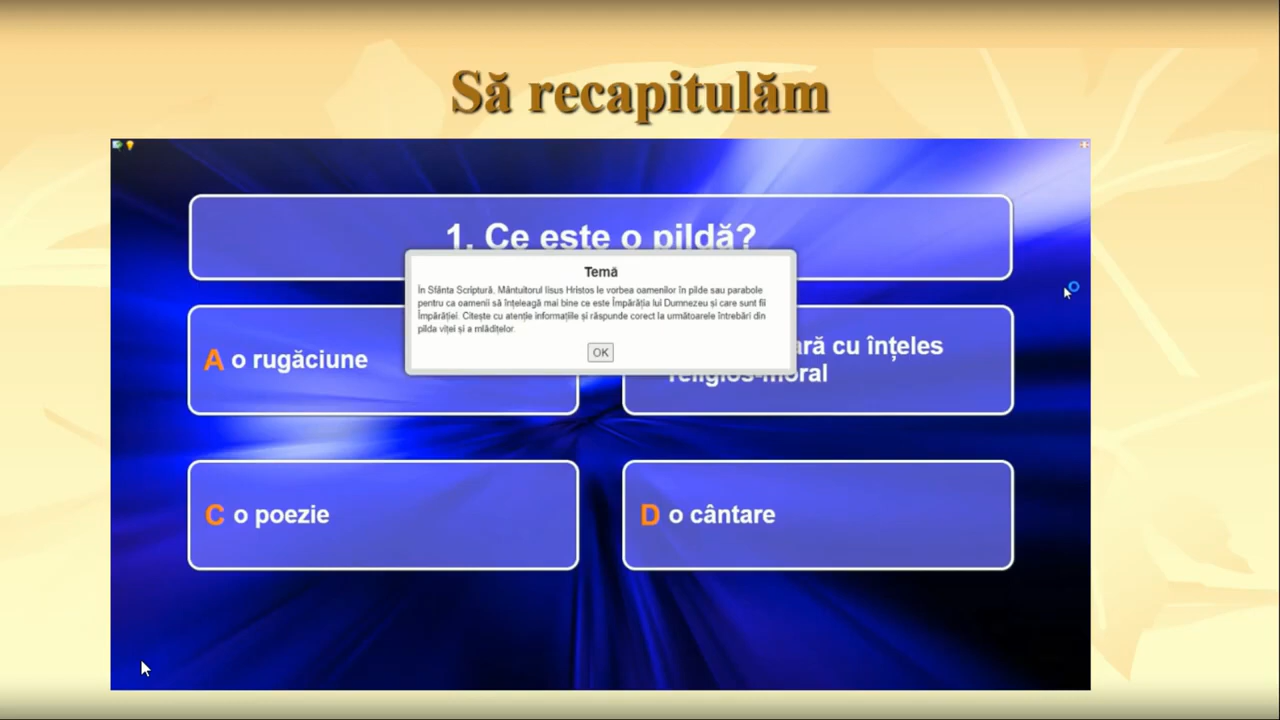 Să recapitulăm
1. Ce este o pildă?
Temă
În Sfânta Scriptură, Mântuitorul Iisus Hristos le vorbea oamenilor în pilde sau parabole
pentru ca oamenii să înțeleagă mai bine ce este Împărăția lui Dumnezeu și care sunt fii
Împărăției. Citește cu atenție informațiile și răspunde corect la următoarele întrebări din
pilda viței și a mlădițelor.
OK
A o rugăciune
cu înțeles
religios-moral
C o poezie
D o cântare